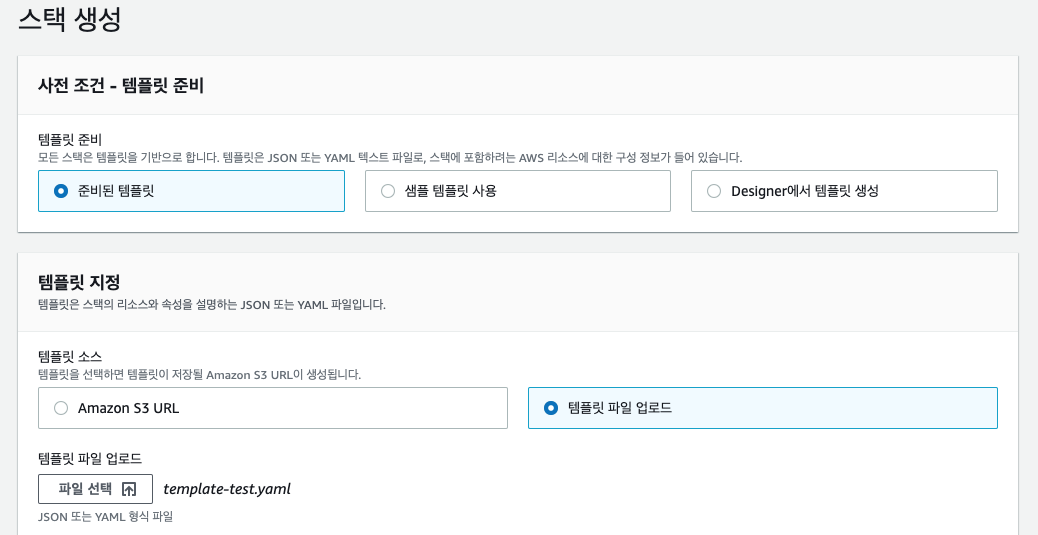 스택 생성
사전 조건 - 템플릿 준비
템플릿 준비
모든 스택은 템플릿을 기반으로 합니다. 템플릿은 JSON 또는 YAML 텍스트 파일로, 스택에 포함하려는 AWS 리소스에 대한 구성 정보가 들어 있습니다.
준비된 템플릿
샘플 템플릿 사용
Designer에서 템플릿 생성
템플릿 지정
템플릿은 스택의 리소스와 속성을 설명하는 JSON 또는 YAML 파일입니다.
템플릿 소스
템플릿을 선택하면 템플릿이 저장될 Amazon S3 URL이 생성됩니다.
Amazon S3 URL
템플릿 파일 업로드
템플릿 파일 업로드
파일 선택
template-test.yaml
JSON 또는 YAML 형식 파일